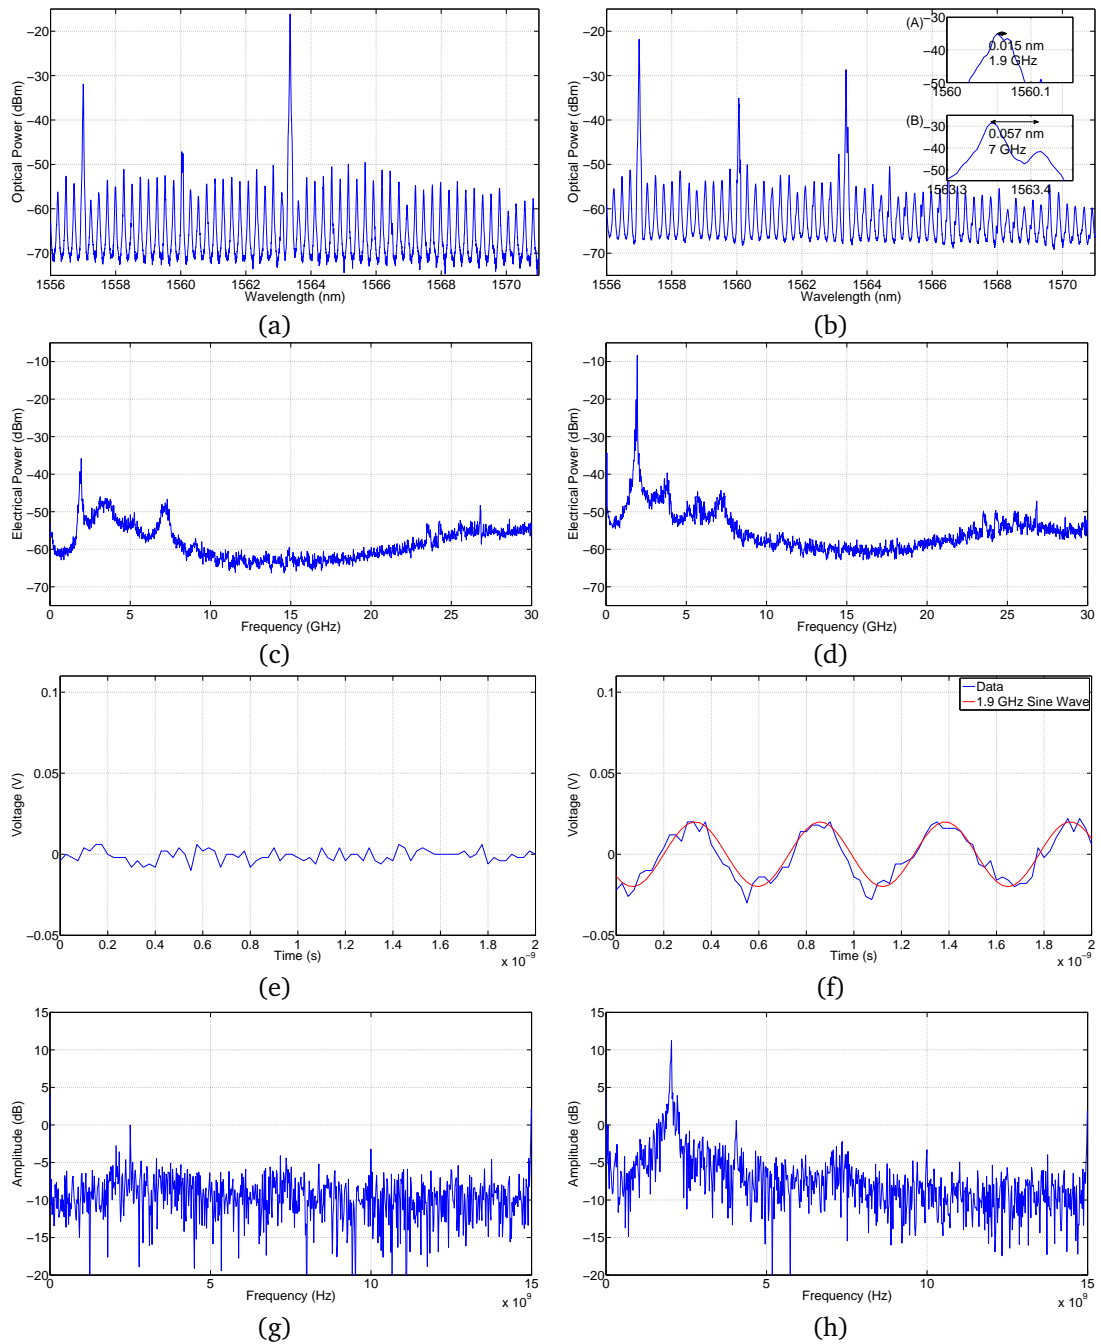 −20
−30
−40
−50
−60
−70
Optical Power (dBm)
1556 1558 1560 1562 1564 1566 1568 1570
Wavelength (nm)
(a)
−20
−30
−40
−50
−60
−70
Optical Power (dBm)
1556 1558 1560 1562 1564 1566 1568 1570
Wavelength (nm)
(A)
−30
−40
−50
0.015 nm
1.9 GHz
1560 1560.1
(B)
−30
−40
−50
0.057 nm
7 GHz
1563.3 1563.4
(b)
−10
−20
−30
−40
−50
−60
−70
Electrical Power (dBm)
0 5 10 15 20 25 30
Frequency (GHz)
(c)
−10
−20
−30
−40
−50
−60
−70
Electrical Power (dBm)
0 5 10 15 20 25 30
Frequency (GHz)
(d)
0.1
0.05
0
−0.05
Voltage (V)
0 0.2 0.4 0.6 0.8 1 1.2 1.4 1.6 1.8 2
Time (s)
x 10⁻⁹
(e)
0.1
0.05
0
−0.05
Voltage (V)
Data
1.9 GHz Sine Wave
0 0.2 0.4 0.6 0.8 1 1.2 1.4 1.6 1.8 2
Time (s)
x 10⁻⁹
(f)
15
10
5
0
−5
−10
−15
−20
Amplitude (dB)
0 5 10 15
Frequency (Hz)
x 10⁹
(g)
15
10
5
0
−5
−10
−15
−20
Amplitude (dB)
0 5 10 15
Frequency (Hz)
x 10⁹
(h)